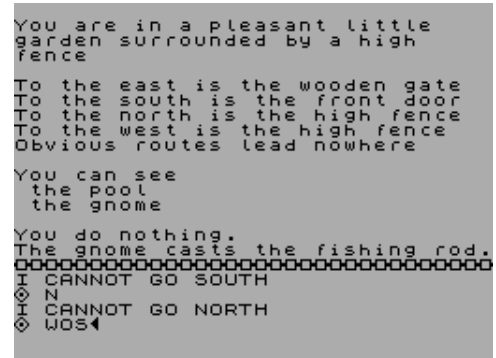 You are in a pleasant little
garden surrounded by a high
fence
To the east is the wooden gate
To the south is the front door
To the north is the high fence
To the west is the high fence
Obvious routes lead nowhere
You can see
the pool
the gnome
You do nothing.
The gnome casts the fishing rod.
I CANNOT GO SOUTH
N
I CANNOT GO NORTH
WOS